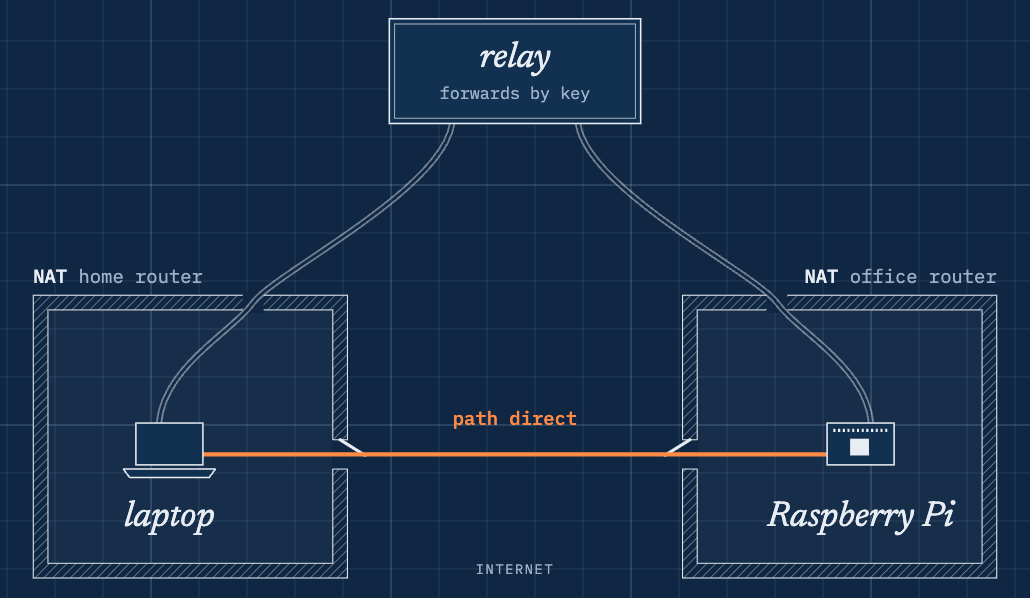 relay
forwards by key
NAT home router
NAT office router
path direct
laptop
Raspberry Pi
INTERNET